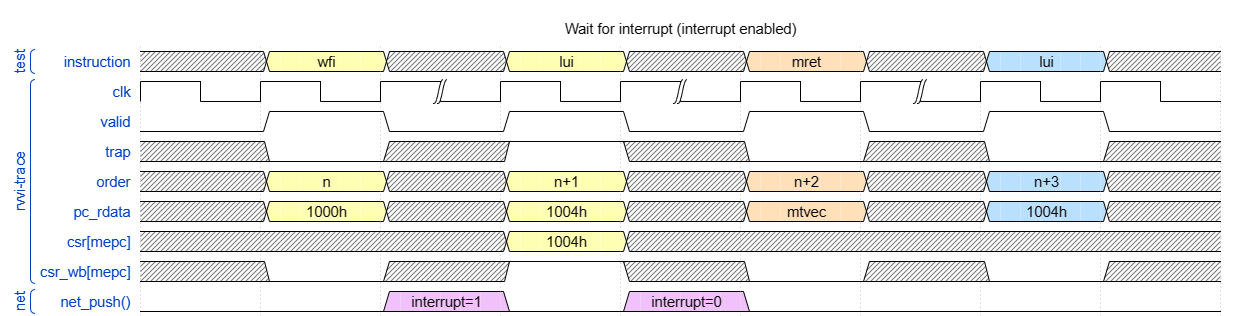 Wait for interrupt (interrupt enabled)
test
instruction wfi lui mret lui
rvvi-trace
clk
valid
trap
order n n+1 n+2 n+3
pc_rdata 1000h 1004h mtvec 1004h
csr[mepc] 1004h
csr_wb[mepc]
net
net_push() interrupt=1 interrupt=0